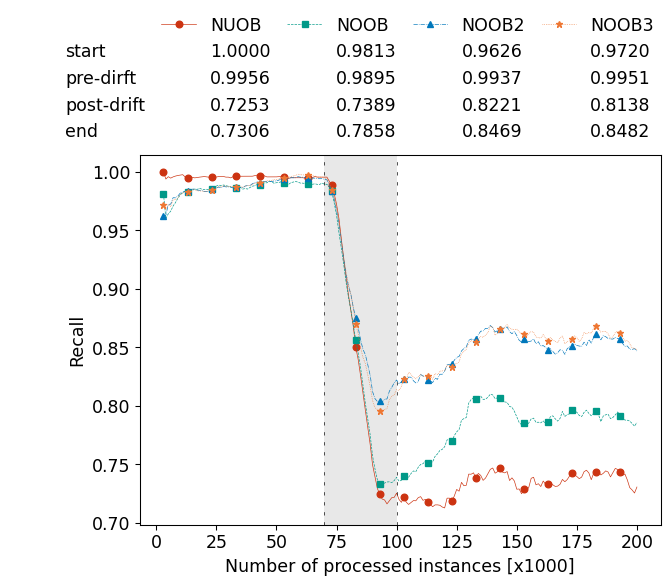 NUOB NOOB NOOB2 NOOB3
start 1.0000 0.9813 0.9626 0.9720
pre-dirft 0.9956 0.9895 0.9937 0.9951
post-drift 0.7253 0.7389 0.8221 0.8138
end 0.7306 0.7858 0.8469 0.8482
1.00
0.95
0.90
0.85
0.80
0.75
0.70
Recall
0 25 50 75 100 125 150 175 200
Number of processed instances [x1000]